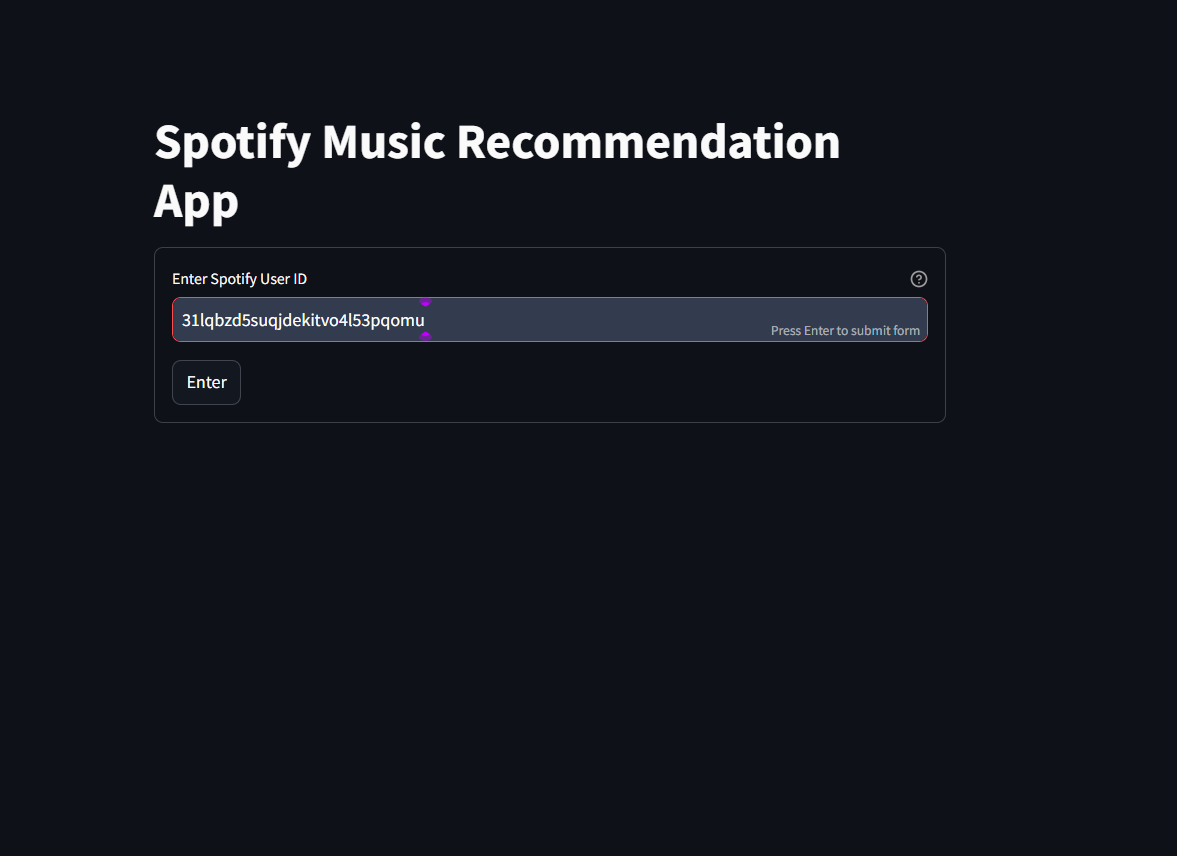 Spotify Music Recommendation
App
Enter Spotify User ID
31lqbzd5suqjdekitvo4l53pqomu
Press Enter to submit form
Enter